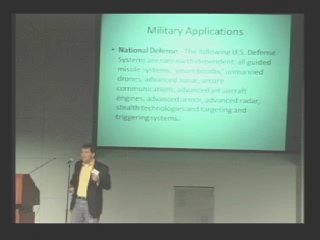 Military Applications
• National Defense - The following U.S. Defense
Systems are rare earth dependent: all guided
missile systems, "smart bombs," unmanned
drones, advanced sonar, secure
communications, advanced jet aircraft
engines, advanced armor, advanced radar,
stealth technologies and targeting and
triggering systems.